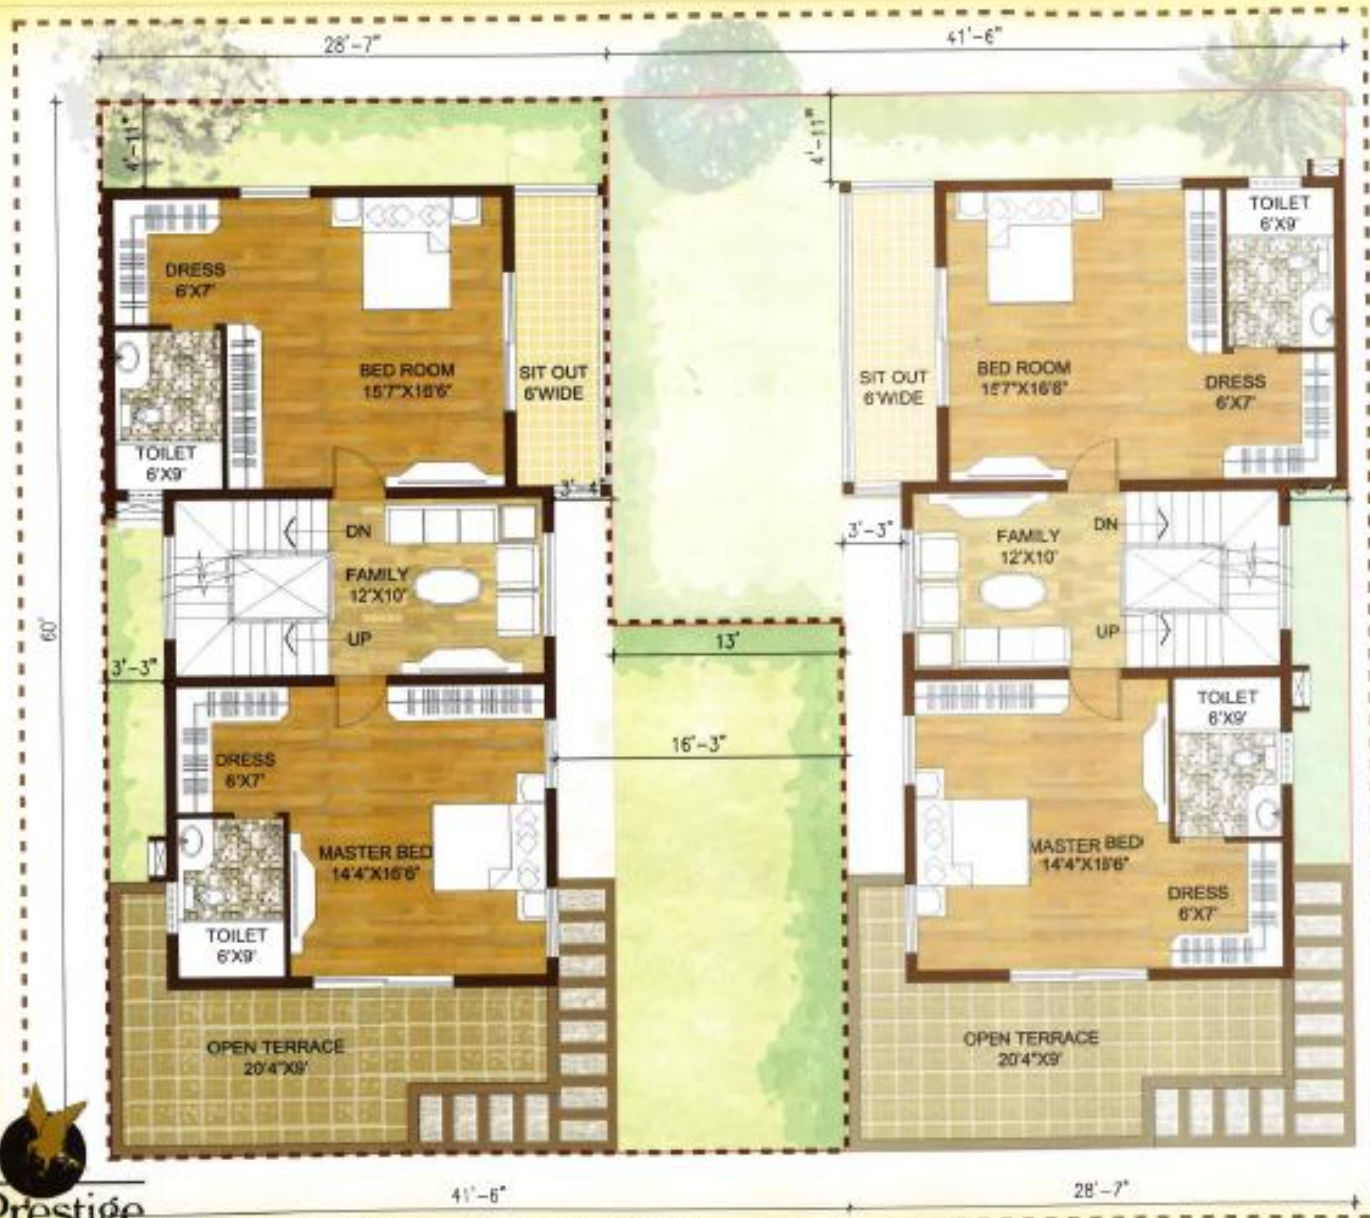 28'-7"
41'-6"
4'-11"
4'-11"
TOILET
6'X9'
DRESS
6'X7'
BED ROOM
15'7"X16'6"
SIT OUT
6'WIDE
SIT OUT
6'WIDE
BED ROOM
15'7"X16'6"
DRESS
6'X7'
TOILET
6'X9'
3'-4"
DN
FAMILY
12'X10'
UP
3'-3"
FAMILY
12'X10'
DN
UP
60'
3'-3"
13'
16'-3"
DRESS
6'X7'
MASTER BED
14'4"X16'6"
TOILET
6'X9'
TOILET
6'X9'
MASTER BED
14'4"X16'6"
DRESS
6'X7'
OPEN TERRACE
20'4"X9'
OPEN TERRACE
20'4"X9'
Prestige
41'-6"
28'-7"